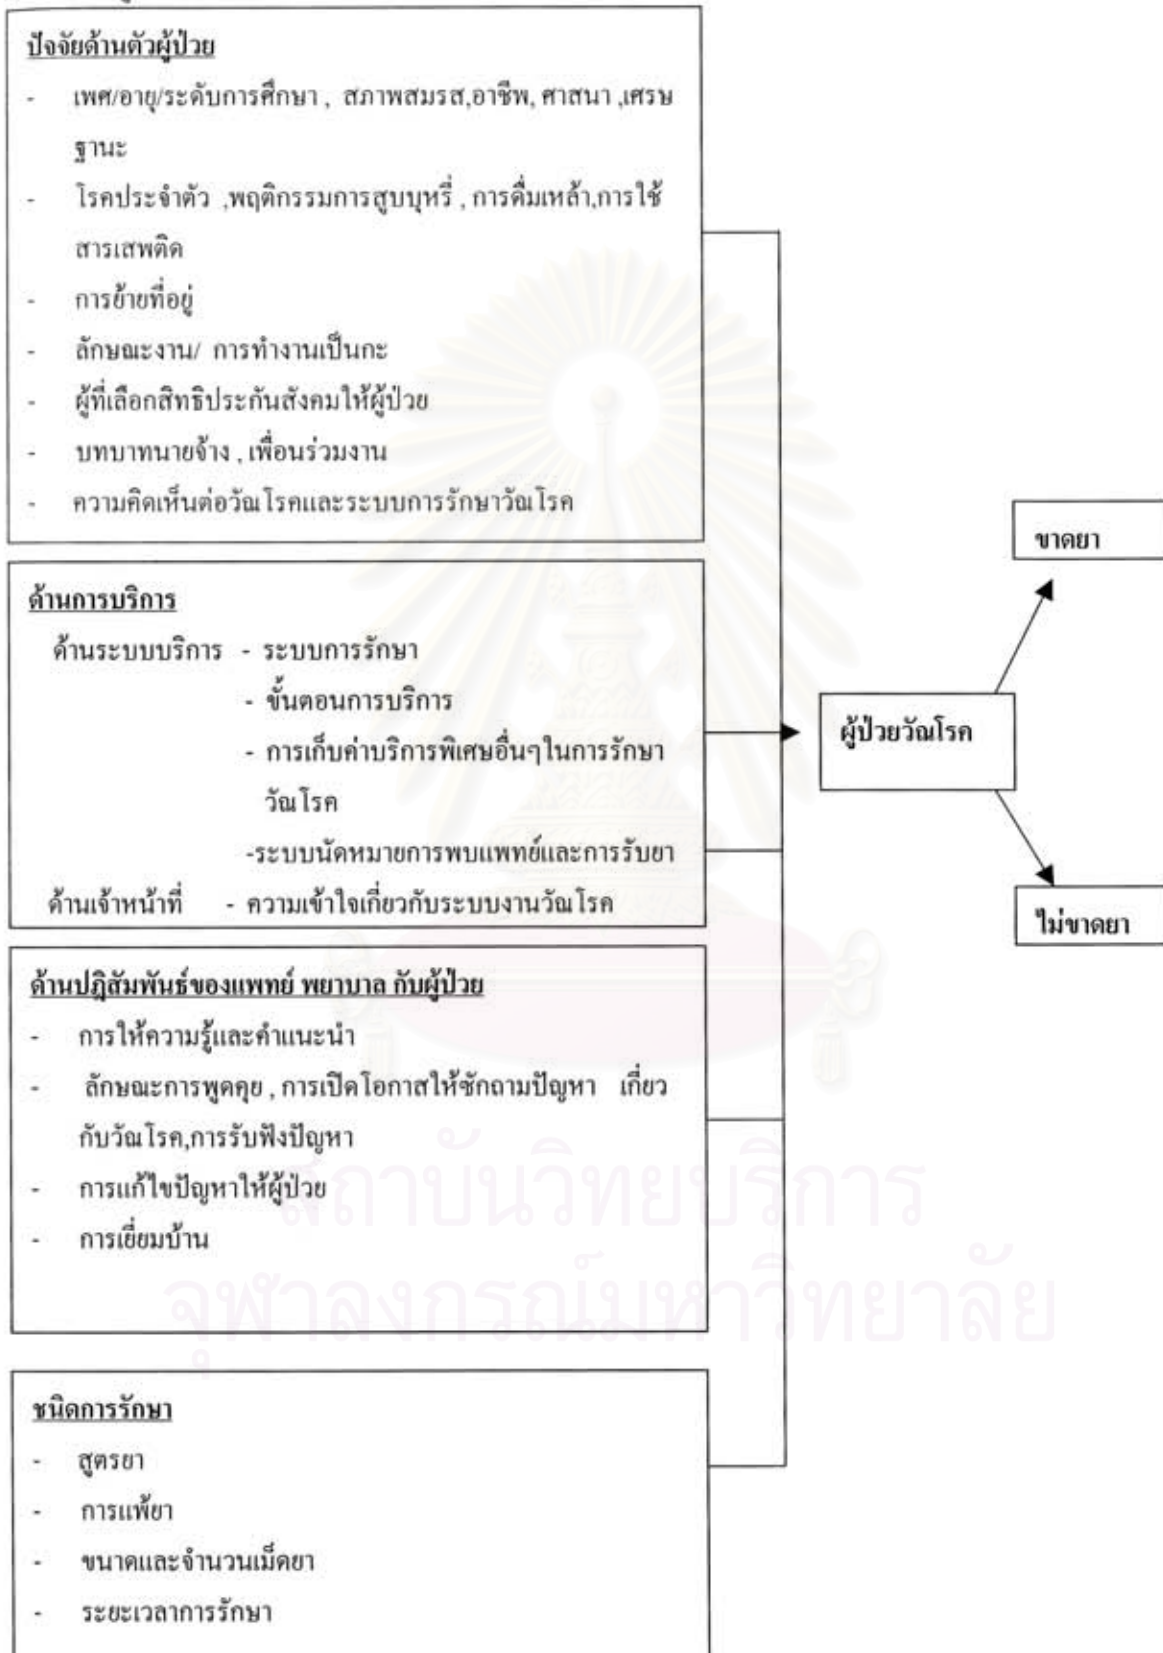 ปัจจัยด้านตัวผู้ป่วย
- เพศ/อายุ/ระดับการศึกษา , สภาพสมรส,อาชีพ, ศาสนา ,เศรษ
ฐานะ
- โรคประจำตัว ,พฤติกรรมการสูบบุหรี่ , การดื่มเหล้า,การใช้
สารเสพติด
- การย้ายที่อยู่
- ลักษณะงาน/ การทำงานเป็นกะ
- ผู้ที่เลือกสิทธิประกันสังคมให้ผู้ป่วย
- บทบาทนายจ้าง , เพื่อนร่วมงาน
- ความคิดเห็นต่อวัณโรคและระบบการรักษาวัณโรค
ด้านการบริการ
ด้านระบบบริการ - ระบบการรักษา
- ขั้นตอนการบริการ
- การเก็บค่าบริการพิเศษอื่นๆในการรักษา
วัณโรค
-ระบบนัดหมายการพบแพทย์และการรับยา
ด้านเจ้าหน้าที่ - ความเข้าใจเกี่ยวกับระบบงานวัณโรค
ด้านปฎิสัมพันธ์ของแพทย์ พยาบาล กับผู้ป่วย
- การให้ความรู้และคำแนะนำ
- ลักษณะการพูดคุย , การเปิดโอกาสให้ซักถามปัญหา เกี่ยว
กับวัณโรค,การรับฟังปัญหา
- การแก้ไขปัญหาให้ผู้ป่วย
- การเยี่ยมบ้าน
ชนิดการรักษา
- สูตรยา
- การแพ้ยา
- ขนาดและจำนวนเม็ดยา
- ระยะเวลาการรักษา
ผู้ป่วยวัณโรค
ขาดยา
ไม่ขาดยา
สถาบันวิทยบริการ
จุฬาลงกรณ์มหาวิทยาลัย